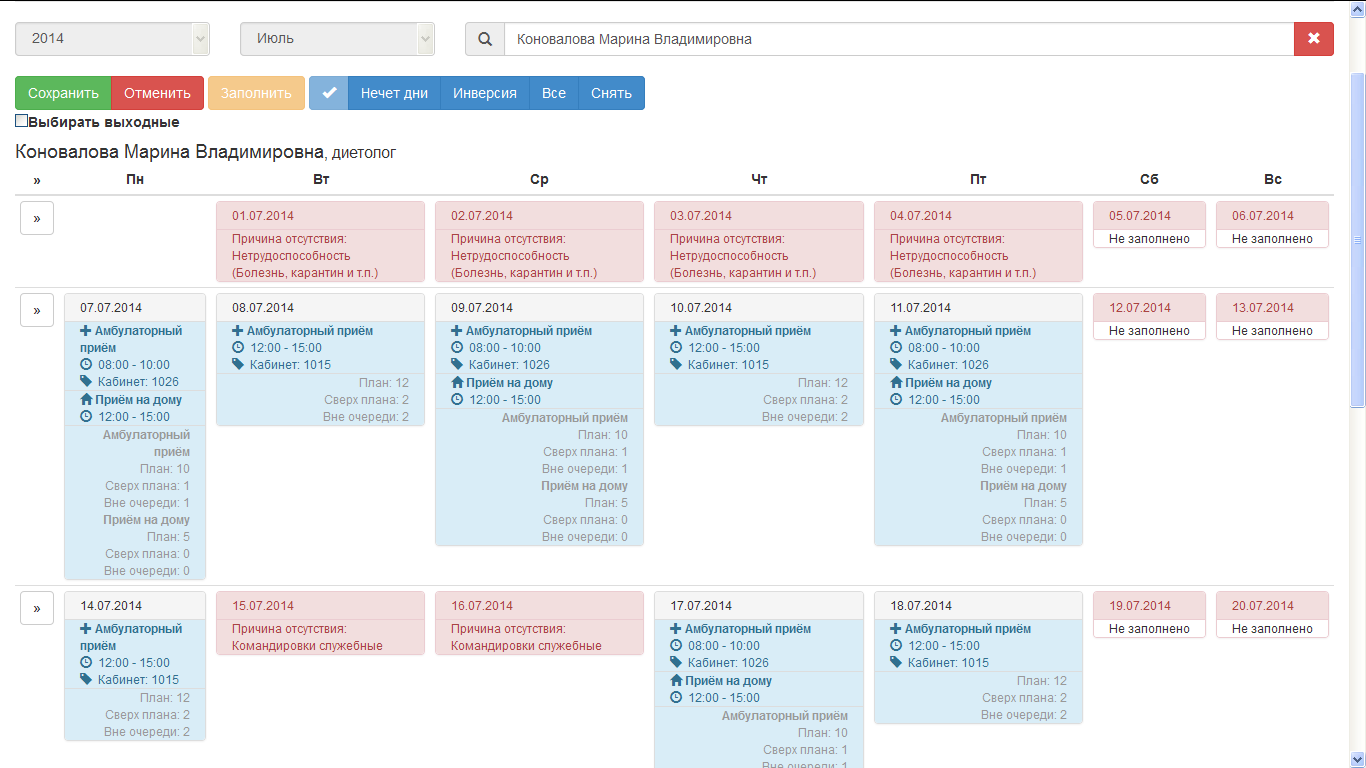 2014
Июль
Коновалова Марина Владимировна
Сохранить
Отменить
Заполнить
Нечет дни
Инверсия
Все
Снять
Выбирать выходные
Коновалова Марина Владимировна, диетолог
»
Пн
Вт
Ср
Чт
Пт
Сб
Вс
»
01.07.2014
Причина отсутствия:
Нетрудоспособность
(Болезнь, карантин и т.п.)
02.07.2014
Причина отсутствия:
Нетрудоспособность
(Болезнь, карантин и т.п.)
03.07.2014
Причина отсутствия:
Нетрудоспособность
(Болезнь, карантин и т.п.)
04.07.2014
Причина отсутствия:
Нетрудоспособность
(Болезнь, карантин и т.п.)
05.07.2014
Не заполнено
06.07.2014
Не заполнено
»
07.07.2014
Амбулаторный
приём
08:00 - 10:00
Кабинет: 1026
Приём на дому
12:00 - 15:00
Амбулаторный
приём
План: 10
Сверх плана: 1
Вне очереди: 1
Приём на дому
План: 5
Сверх плана: 0
Вне очереди: 0
08.07.2014
Амбулаторный приём
12:00 - 15:00
Кабинет: 1015
План: 12
Сверх плана: 2
Вне очереди: 2
09.07.2014
Амбулаторный приём
08:00 - 10:00
Кабинет: 1026
Приём на дому
12:00 - 15:00
Амбулаторный приём
План: 10
Сверх плана: 1
Вне очереди: 1
Приём на дому
План: 5
Сверх плана: 0
Вне очереди: 0
10.07.2014
Амбулаторный приём
12:00 - 15:00
Кабинет: 1015
План: 12
Сверх плана: 2
Вне очереди: 2
11.07.2014
Амбулаторный приём
08:00 - 10:00
Кабинет: 1026
Приём на дому
12:00 - 15:00
Амбулаторный приём
План: 10
Сверх плана: 1
Вне очереди: 1
Приём на дому
План: 5
Сверх плана: 0
Вне очереди: 0
12.07.2014
Не заполнено
13.07.2014
Не заполнено
»
14.07.2014
Амбулаторный
приём
12:00 - 15:00
Кабинет: 1015
План: 12
Сверх плана: 2
Вне очереди: 2
15.07.2014
Причина отсутствия:
Командировки служебные
16.07.2014
Причина отсутствия:
Командировки служебные
17.07.2014
Амбулаторный приём
08:00 - 10:00
Кабинет: 1026
Приём на дому
12:00 - 15:00
Амбулаторный приём
План: 10
Сверх плана: 1
Вне очереди: 1
18.07.2014
Амбулаторный приём
12:00 - 15:00
Кабинет: 1015
План: 12
Сверх плана: 2
Вне очереди: 2
19.07.2014
Не заполнено
20.07.2014
Не заполнено